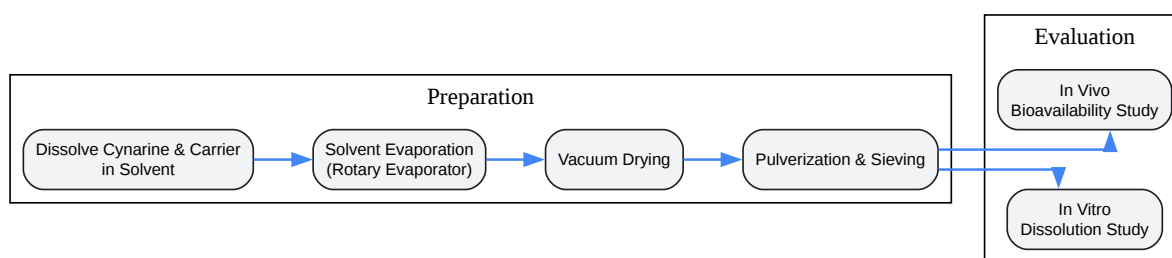 Preparation
Dissolve Cynarine & Carrier
in Solvent
Solvent Evaporation
(Rotary Evaporator)
Vacuum Drying
Pulverization & Sieving
Evaluation
In Vivo
Bioavailability Study
In Vitro
Dissolution Study